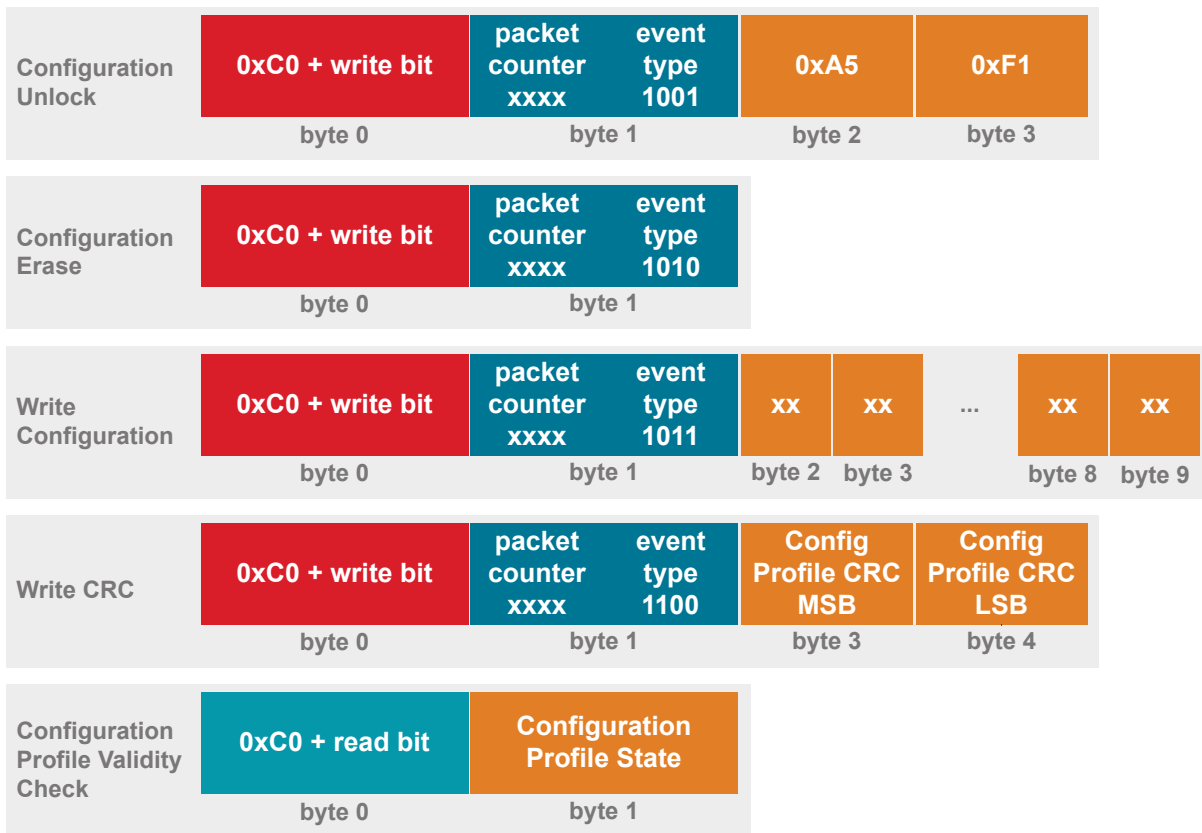 Configuration
Unlock
0xC0 + write bit
packet event
counter type
xxxx 1001
0xA5
0xF1
byte 0
byte 1
byte 2
byte 3
Configuration
Erase
0xC0 + write bit
packet event
counter type
xxxx 1010
byte 0
byte 1
Write
Configuration
0xC0 + write bit
packet event
counter type
xxxx 1011
xx
xx
...
xx
xx
byte 0
byte 1
byte 2
byte 3
byte 8
byte 9
Write CRC
0xC0 + write bit
packet event
counter type
xxxx 1100
Config
Profile CRC
MSB
Config
Profile CRC
LSB
byte 0
byte 1
byte 3
byte 4
Configuration
Profile Validity
Check
0xC0 + read bit
Configuration
Profile State
byte 0
byte 1